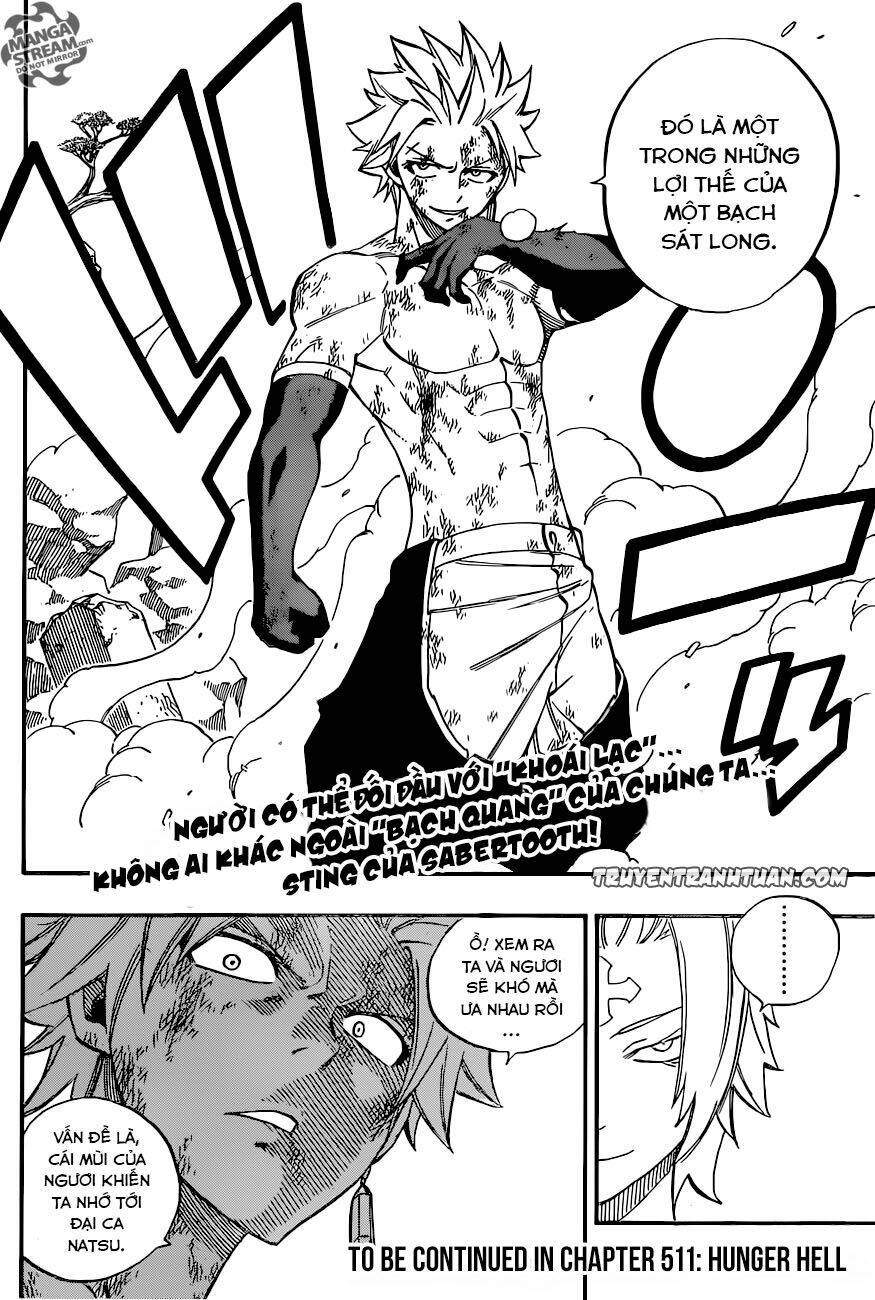 MANGA
STREAM.com
DO NOT MIRROR
ĐÓ LÀ MỘT
TRONG NHỮNG
LỢI THẾ CỦA
MỘT BẠCH
SÁT LONG.
NGƯỜI CÓ THỂ ĐỐI ĐẦU VỚI "KHOÁI LẠC"...
KHÔNG AI KHÁC NGOÀI "BẠCH QUANG" CỦA CHÚNG TA...
STING CỦA SABERTOOTH!
TRUYENTRANHTUAN.COM
........
Ồ! XEM RA
TA VÀ NGƯƠI
SẼ KHÓ MÀ
ƯA NHAU RỒI
...
VẤN ĐỀ LÀ,
CÁI MÙI CỦA
NGƯƠI KHIẾN
TA NHỚ TỚI
ĐẠI CA
NATSU.
TO BE CONTINUED IN CHAPTER 511: HUNGER HELL